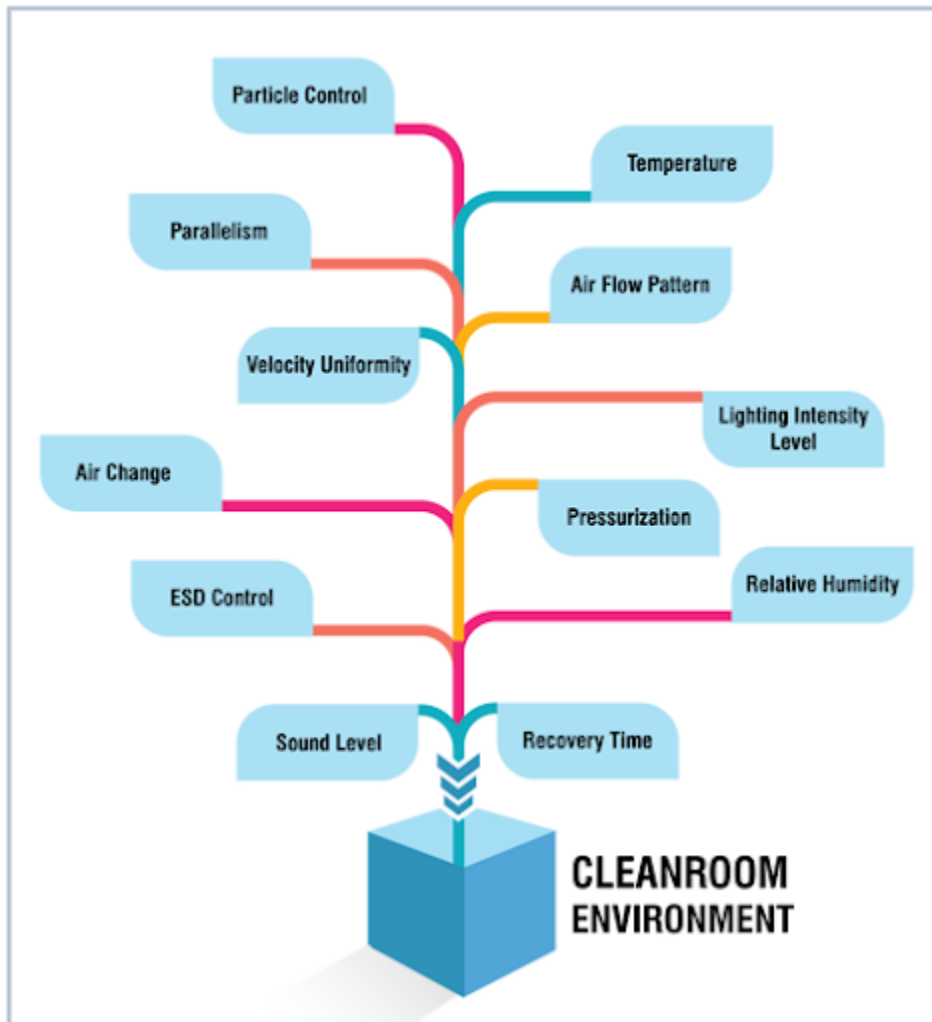 Particle Control
Temperature
Parallelism
Air Flow Pattern
Velocity Uniformity
Lighting Intensity
Level
Air Change
Pressurization
ESD Control
Relative Humidity
Sound Level
Recovery Time
CLEANROOM
ENVIRONMENT